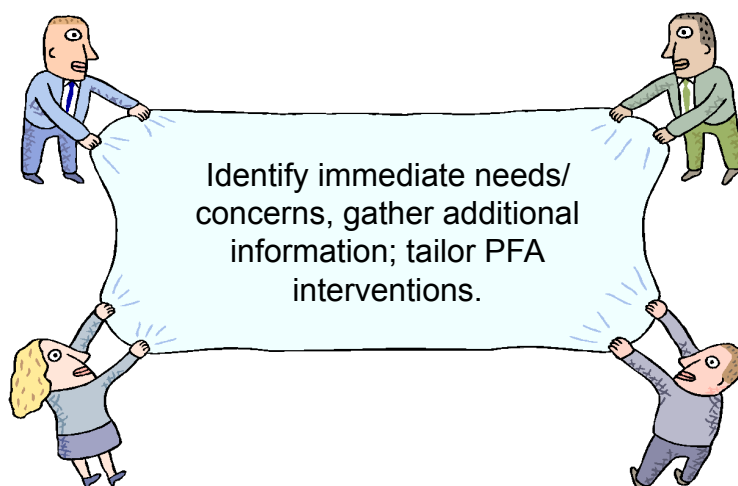 Identify immediate needs/
concerns, gather additional
information; tailor PFA
interventions.